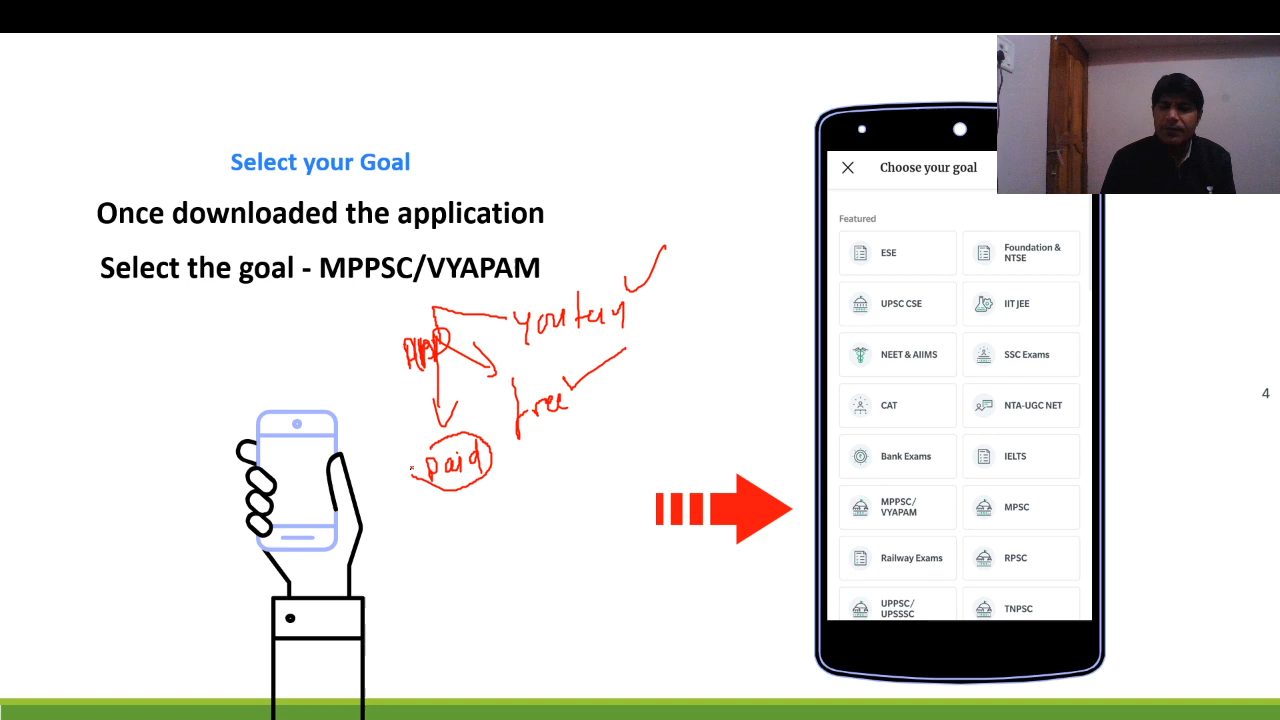 Select your Goal
Once downloaded the application
Select the goal - MPPSC/VYAPAM
APP
free
paid
Choose your goal
Featured
ESE
Foundation &
NTSE
UPSC CSE
IIT JEE
NEET & AIIMS
SSC Exams
CAT
NTA-UGC NET
Bank Exams
IELTS
MPPSC/
VYAPAM
MPSC
Railway Exams
RPSC
UPPSC/
UPSSSC
TNPSC
4